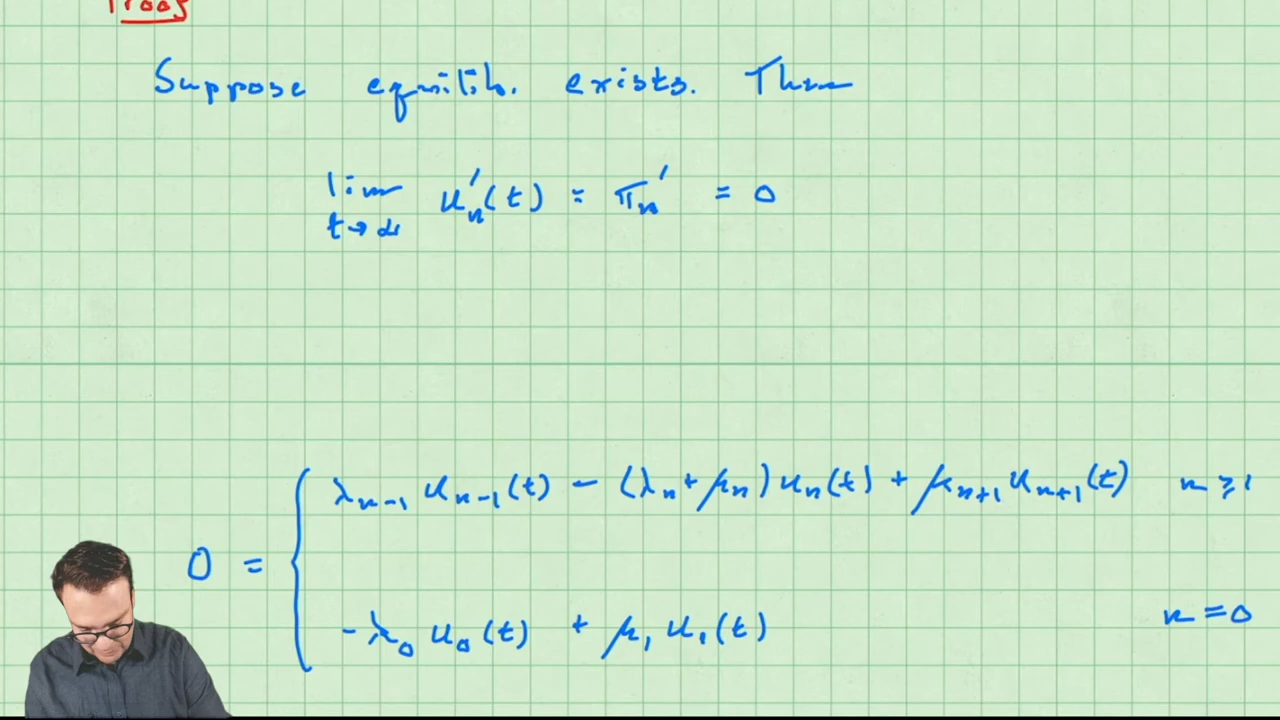 Proof
Suppose equilib. exists. Then
lim u'ₙ(t) = πₙ' = 0
t→∞
0 = { λₙ₋₁ uₙ₋₁(t) − (λₙ + μₙ) uₙ(t) + μₙ₊₁ uₙ₊₁(t) n ≥ 1
−λ₀ u₀(t) + μ₁ u₁(t) n = 0